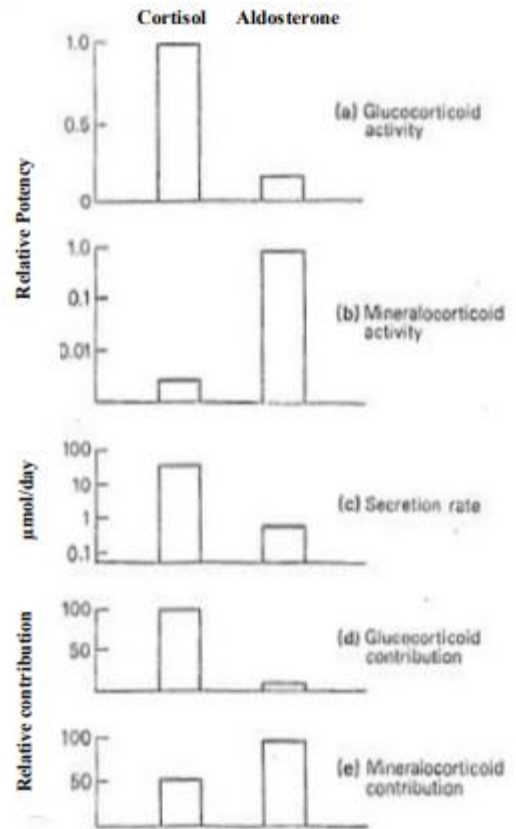 Cortisol Aldosterone
Relative Potency
1.0
0.5
0
(a) Glucocorticoid
activity
1.0
0.1
0.01
(b) Mineralocorticoid
activity
µmol/day
100
10
1
0.1
(c) Secretion rate
Relative contribution
100
50
(d) Glucocorticoid
contribution
100
50
(e) Mineralocorticoid
contribution